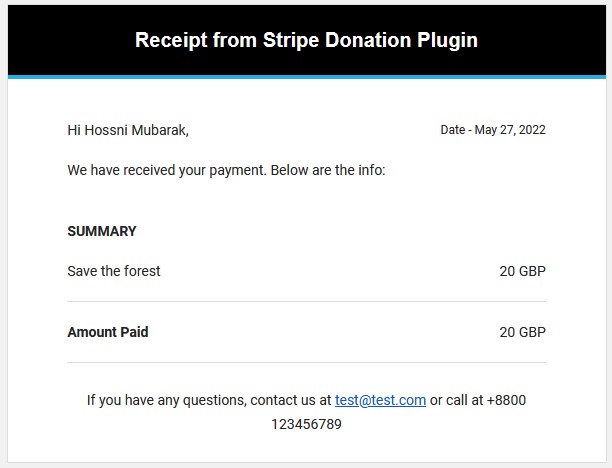 Receipt from Stripe Donation Plugin
Hi Hossni Mubarak,
Date - May 27, 2022
We have received your payment. Below are the info:
SUMMARY
Save the forest
20 GBP
Amount Paid
20 GBP
If you have any questions, contact us at test@test.com or call at +8800
123456789